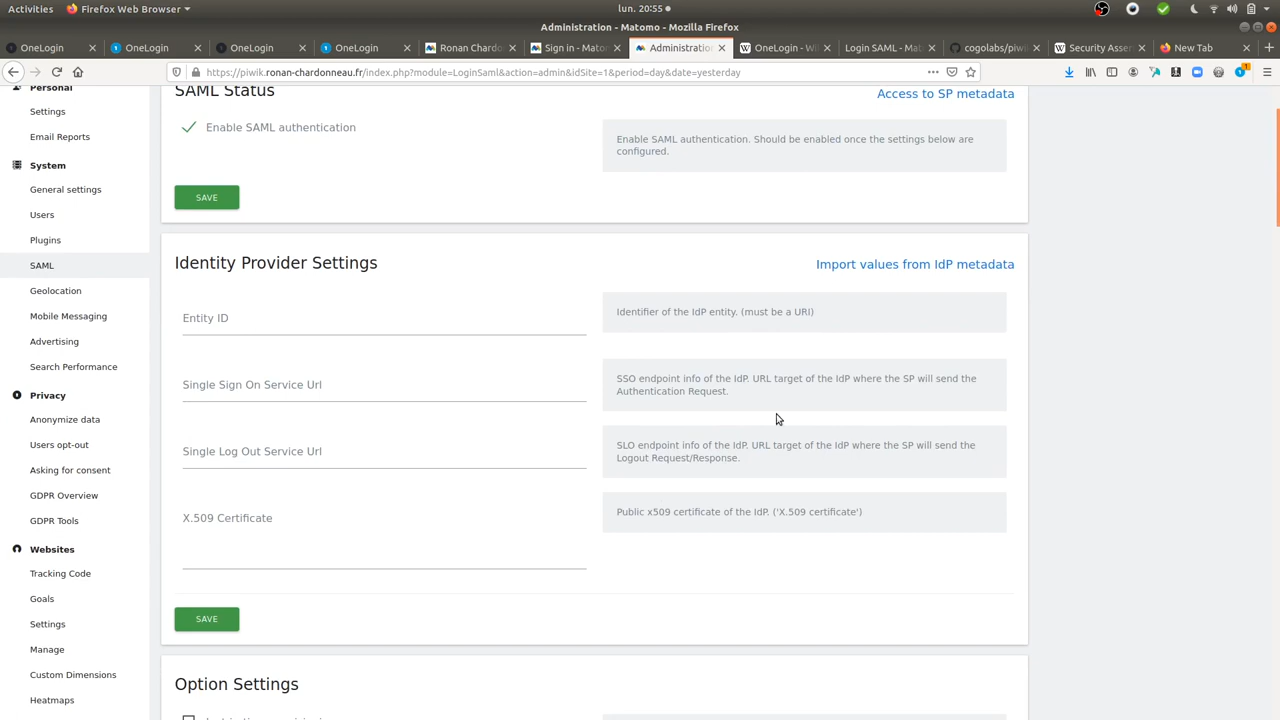 Activities
Firefox Web Browser
lun. 20:55
Administration - Matomo - Mozilla Firefox
OneLogin
OneLogin
OneLogin
OneLogin
Ronan Chardo
Sign in - Mato
Administratio
OneLogin - Wi
Login SAML - Ma
cogolabs/piw
Security Asser
New Tab
https://piwik.ronan-chardonneau.fr/index.php?module=LoginSaml&action=admin&idSite=1&period=day&date=yesterday
Personal
Settings
Email Reports
System
General settings
Users
Plugins
SAML
Geolocation
Mobile Messaging
Advertising
Search Performance
Privacy
Anonymize data
Users opt-out
Asking for consent
GDPR Overview
GDPR Tools
Websites
Tracking Code
Goals
Settings
Manage
Custom Dimensions
Heatmaps
SAML Status
Access to SP metadata
Enable SAML authentication
Enable SAML authentication. Should be enabled once the settings below are
configured.
SAVE
Identity Provider Settings
Import values from IdP metadata
Entity ID
Identifier of the IdP entity. (must be a URI)
Single Sign On Service Url
SSO endpoint info of the IdP. URL target of the IdP where the SP will send the
Authentication Request.
Single Log Out Service Url
SLO endpoint info of the IdP. URL target of the IdP where the SP will send the
Logout Request/Response.
X.509 Certificate
Public x509 certificate of the IdP. ('X.509 certificate')
SAVE
Option Settings